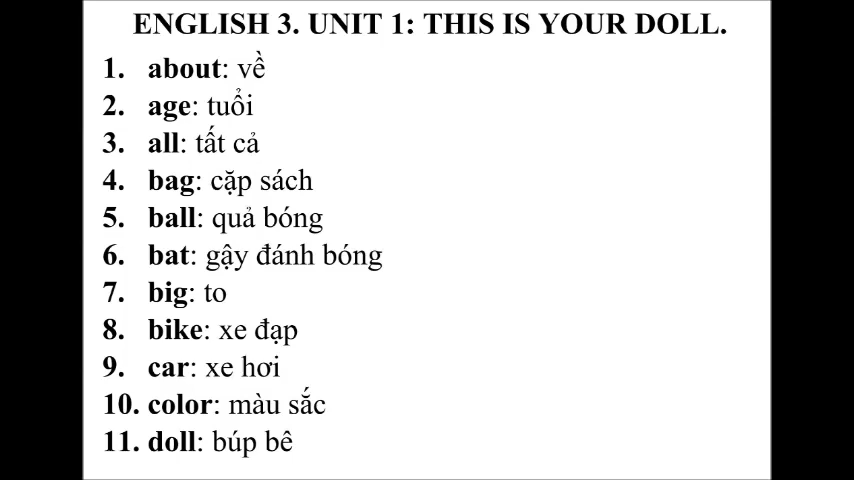 ENGLISH 3. UNIT 1: THIS IS YOUR DOLL.
1. about: về
2. age: tuổi
3. all: tất cả
4. bag: cặp sách
5. ball: quả bóng
6. bat: gậy đánh bóng
7. big: to
8. bike: xe đạp
9. car: xe hơi
10. color: màu sắc
11. doll: búp bê